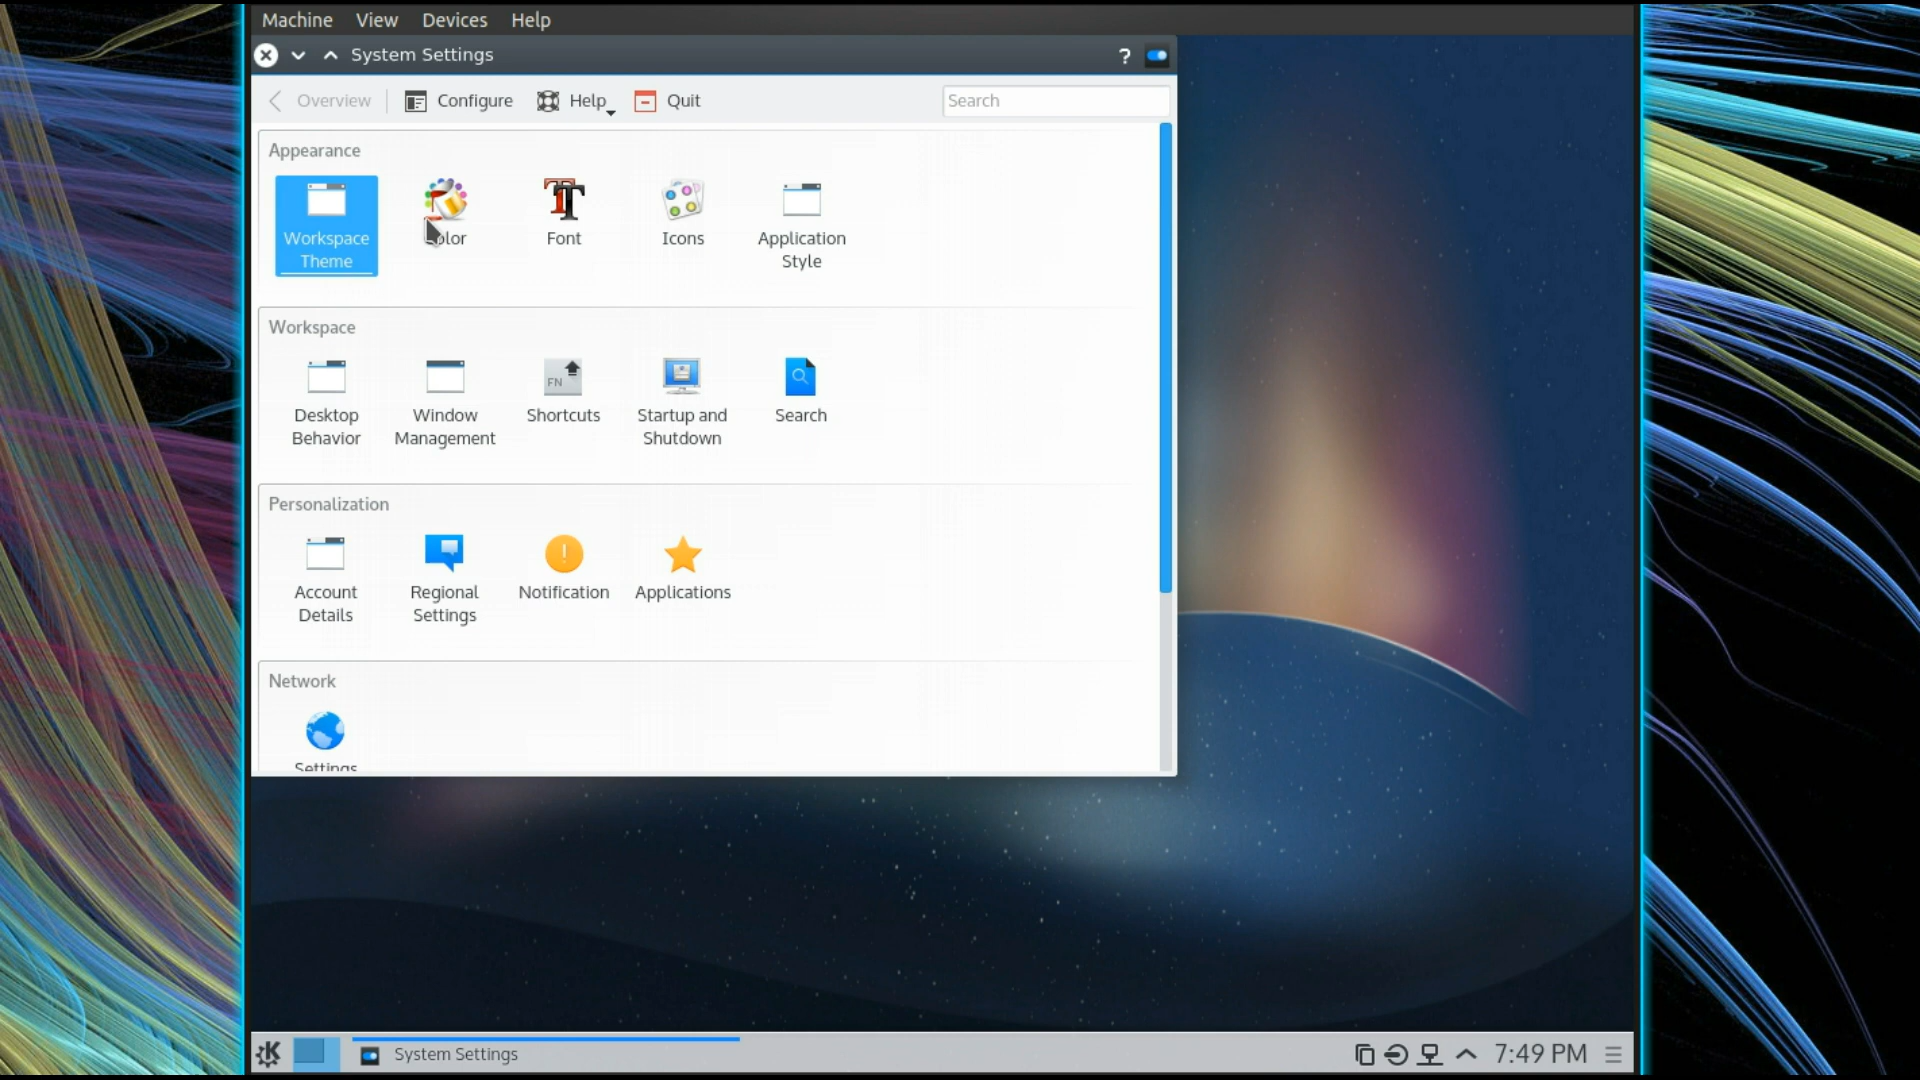 Machine View Devices Help
System Settings ?
Overview Configure Help Quit Search
Appearance
Workspace Theme
Color
Font
Icons
Application Style
Workspace
Desktop Behavior
Window Management
FN
Shortcuts
Startup and Shutdown
Search
Personalization
Account Details
Regional Settings
Notification
Applications
Network
Settings
System Settings 7:49 PM